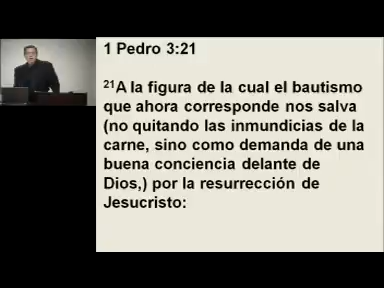 1 Pedro 3:21
21A la figura de la cual el bautismo
que ahora corresponde nos salva
(no quitando las inmundicias de la
carne, sino como demanda de una
buena conciencia delante de
Dios,) por la resurrección de
Jesucristo: